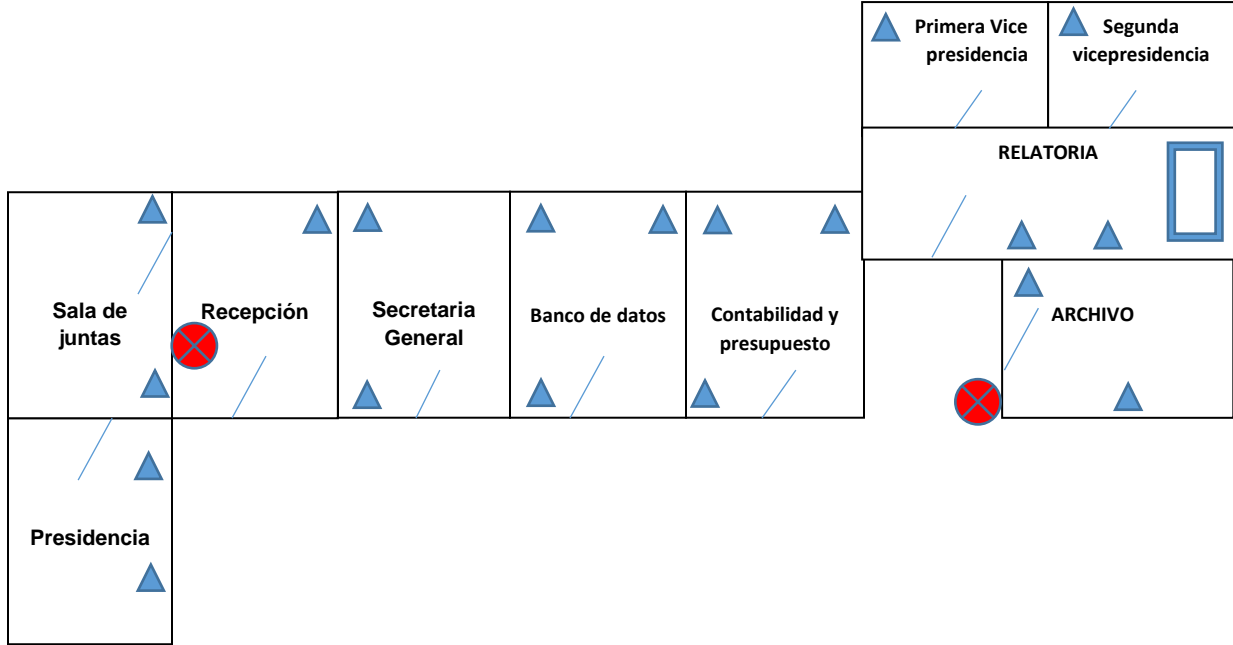 Primera Vice
presidencia
Segunda
vicepresidencia
RELATORIA
Sala de
juntas
Recepción
Secretaria
General
Banco de datos
Contabilidad y
presupuesto
ARCHIVO
Presidencia